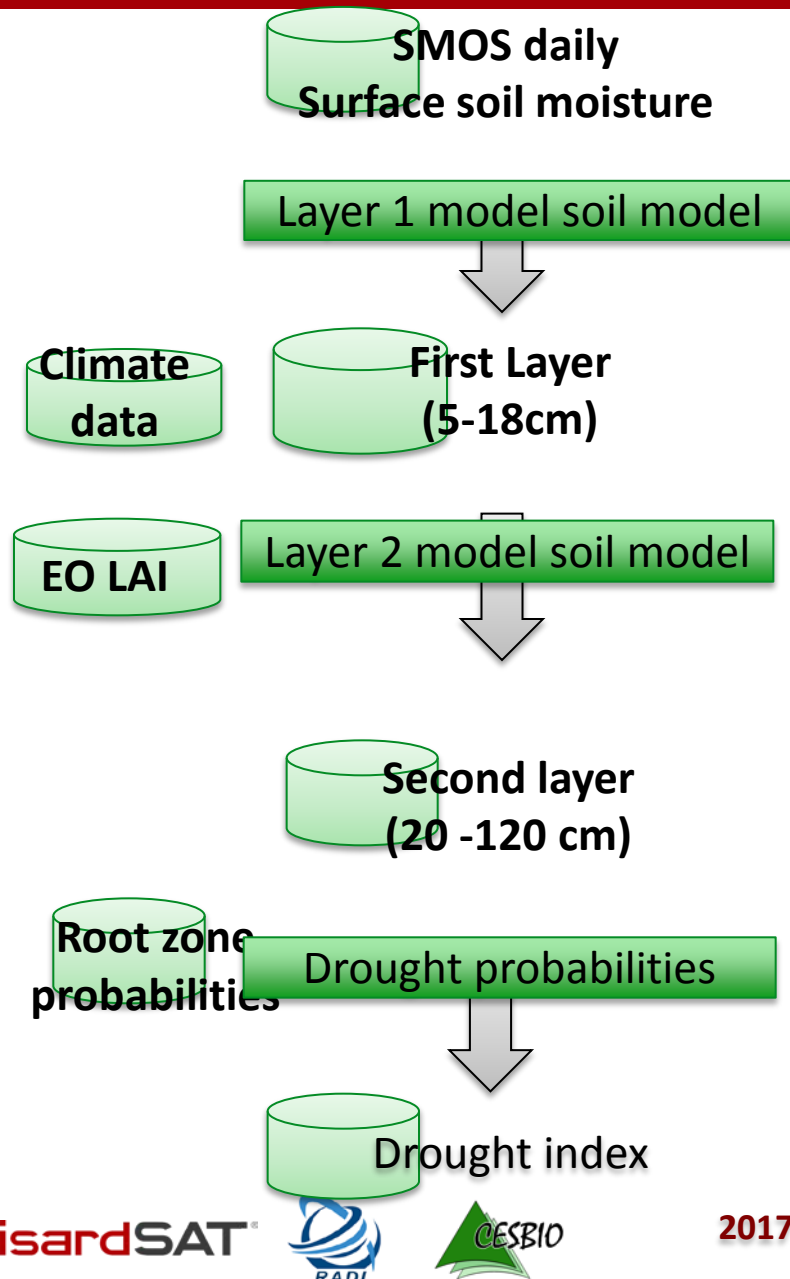 SMOS daily
Surface soil moisture
Layer 1 model soil model
Climate
data
First Layer
(5-18cm)
EO LAI
Layer 2 model soil model
Second layer
(20 -120 cm)
Root zone
probabilities
Drought probabilities
Drought index
isardSAT
RADI
CESBIO
2017